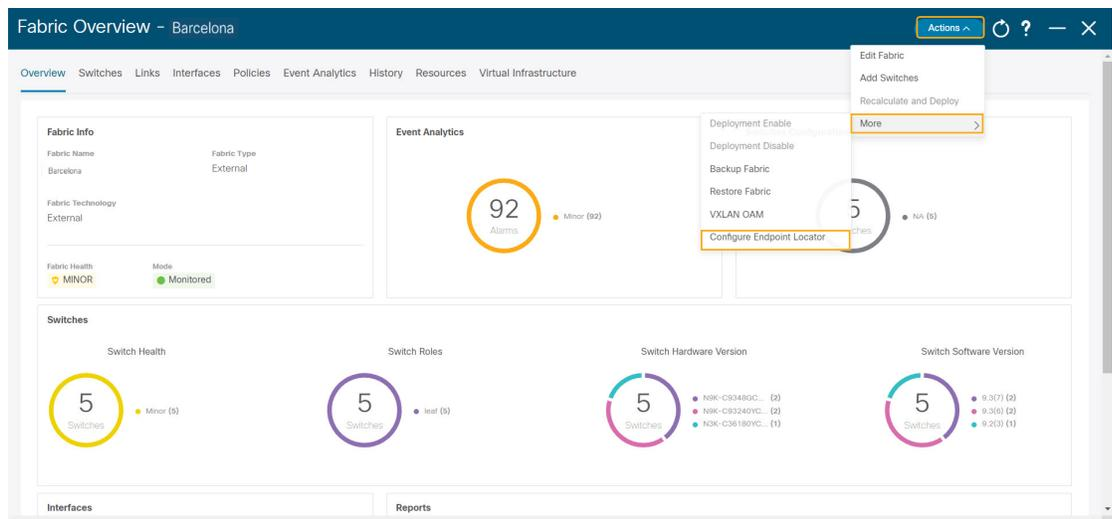 Fabric Overview - Barcelona
Actions
?
Overview Switches Links Interfaces Policies Event Analytics History Resources Virtual Infrastructure
Edit Fabric
Add Switches
Recalculate and Deploy
More
Deployment Enable
Deployment Disable
Backup Fabric
Restore Fabric
VXLAN OAM
Configure Endpoint Locator
Fabric Info
Fabric Name
Barcelona
Fabric Type
External
Fabric Technology
External
Fabric Health
MINOR
Mode
Monitored
Event Analytics
92
Alarms
Minor (92)
5
NA (5)
Switches
Switch Health
5
Switches
Minor (5)
Switch Roles
5
Switches
leaf (5)
Switch Hardware Version
5
Switches
N9K-C9348GC... (2)
N9K-C93240YC... (2)
N3K-C36180YC... (1)
Switch Software Version
5
Switches
9.3(7) (2)
9.3(6) (2)
9.2(3) (1)
Interfaces
Reports